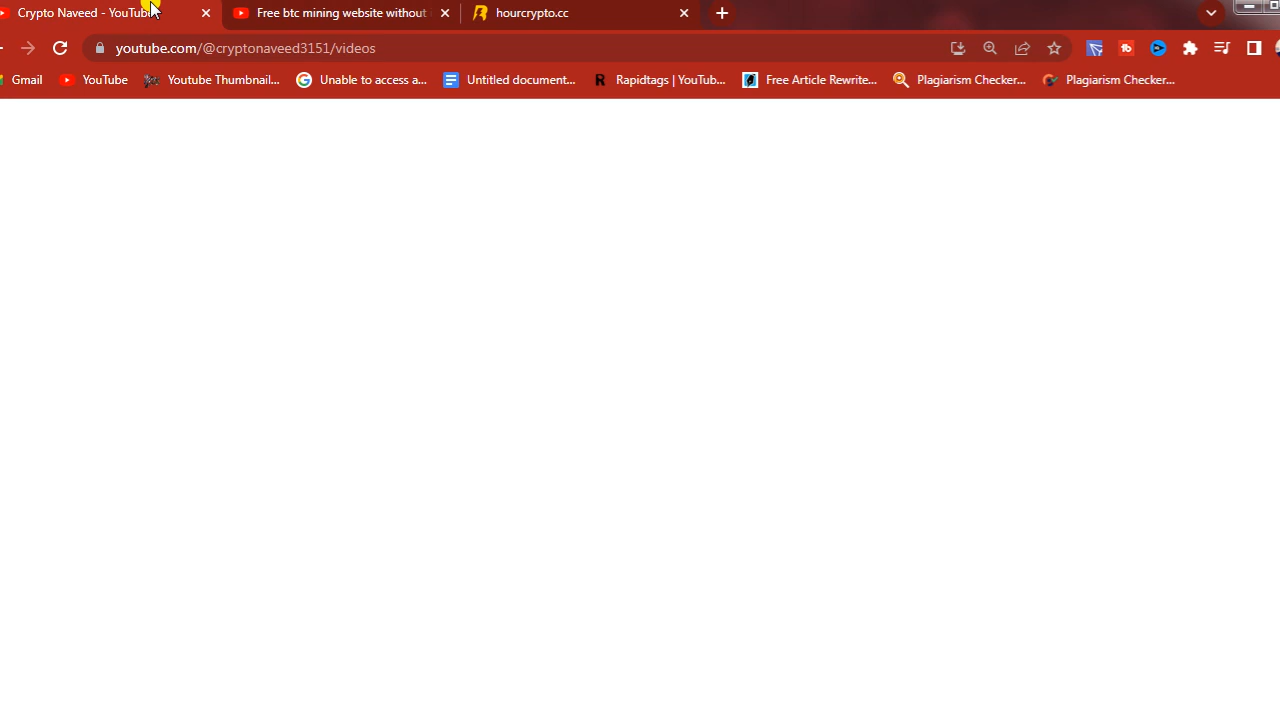 Crypto Naveed - YouTube
Free btc mining website without
hourcrypto.cc
youtube.com/@cryptonaveed3151/videos
Gmail
YouTube
Youtube Thumbnail...
Unable to access a...
Untitled document...
R
Rapidtags | YouTub...
Free Article Rewrite...
Plagiarism Checker...
Plagiarism Checker...